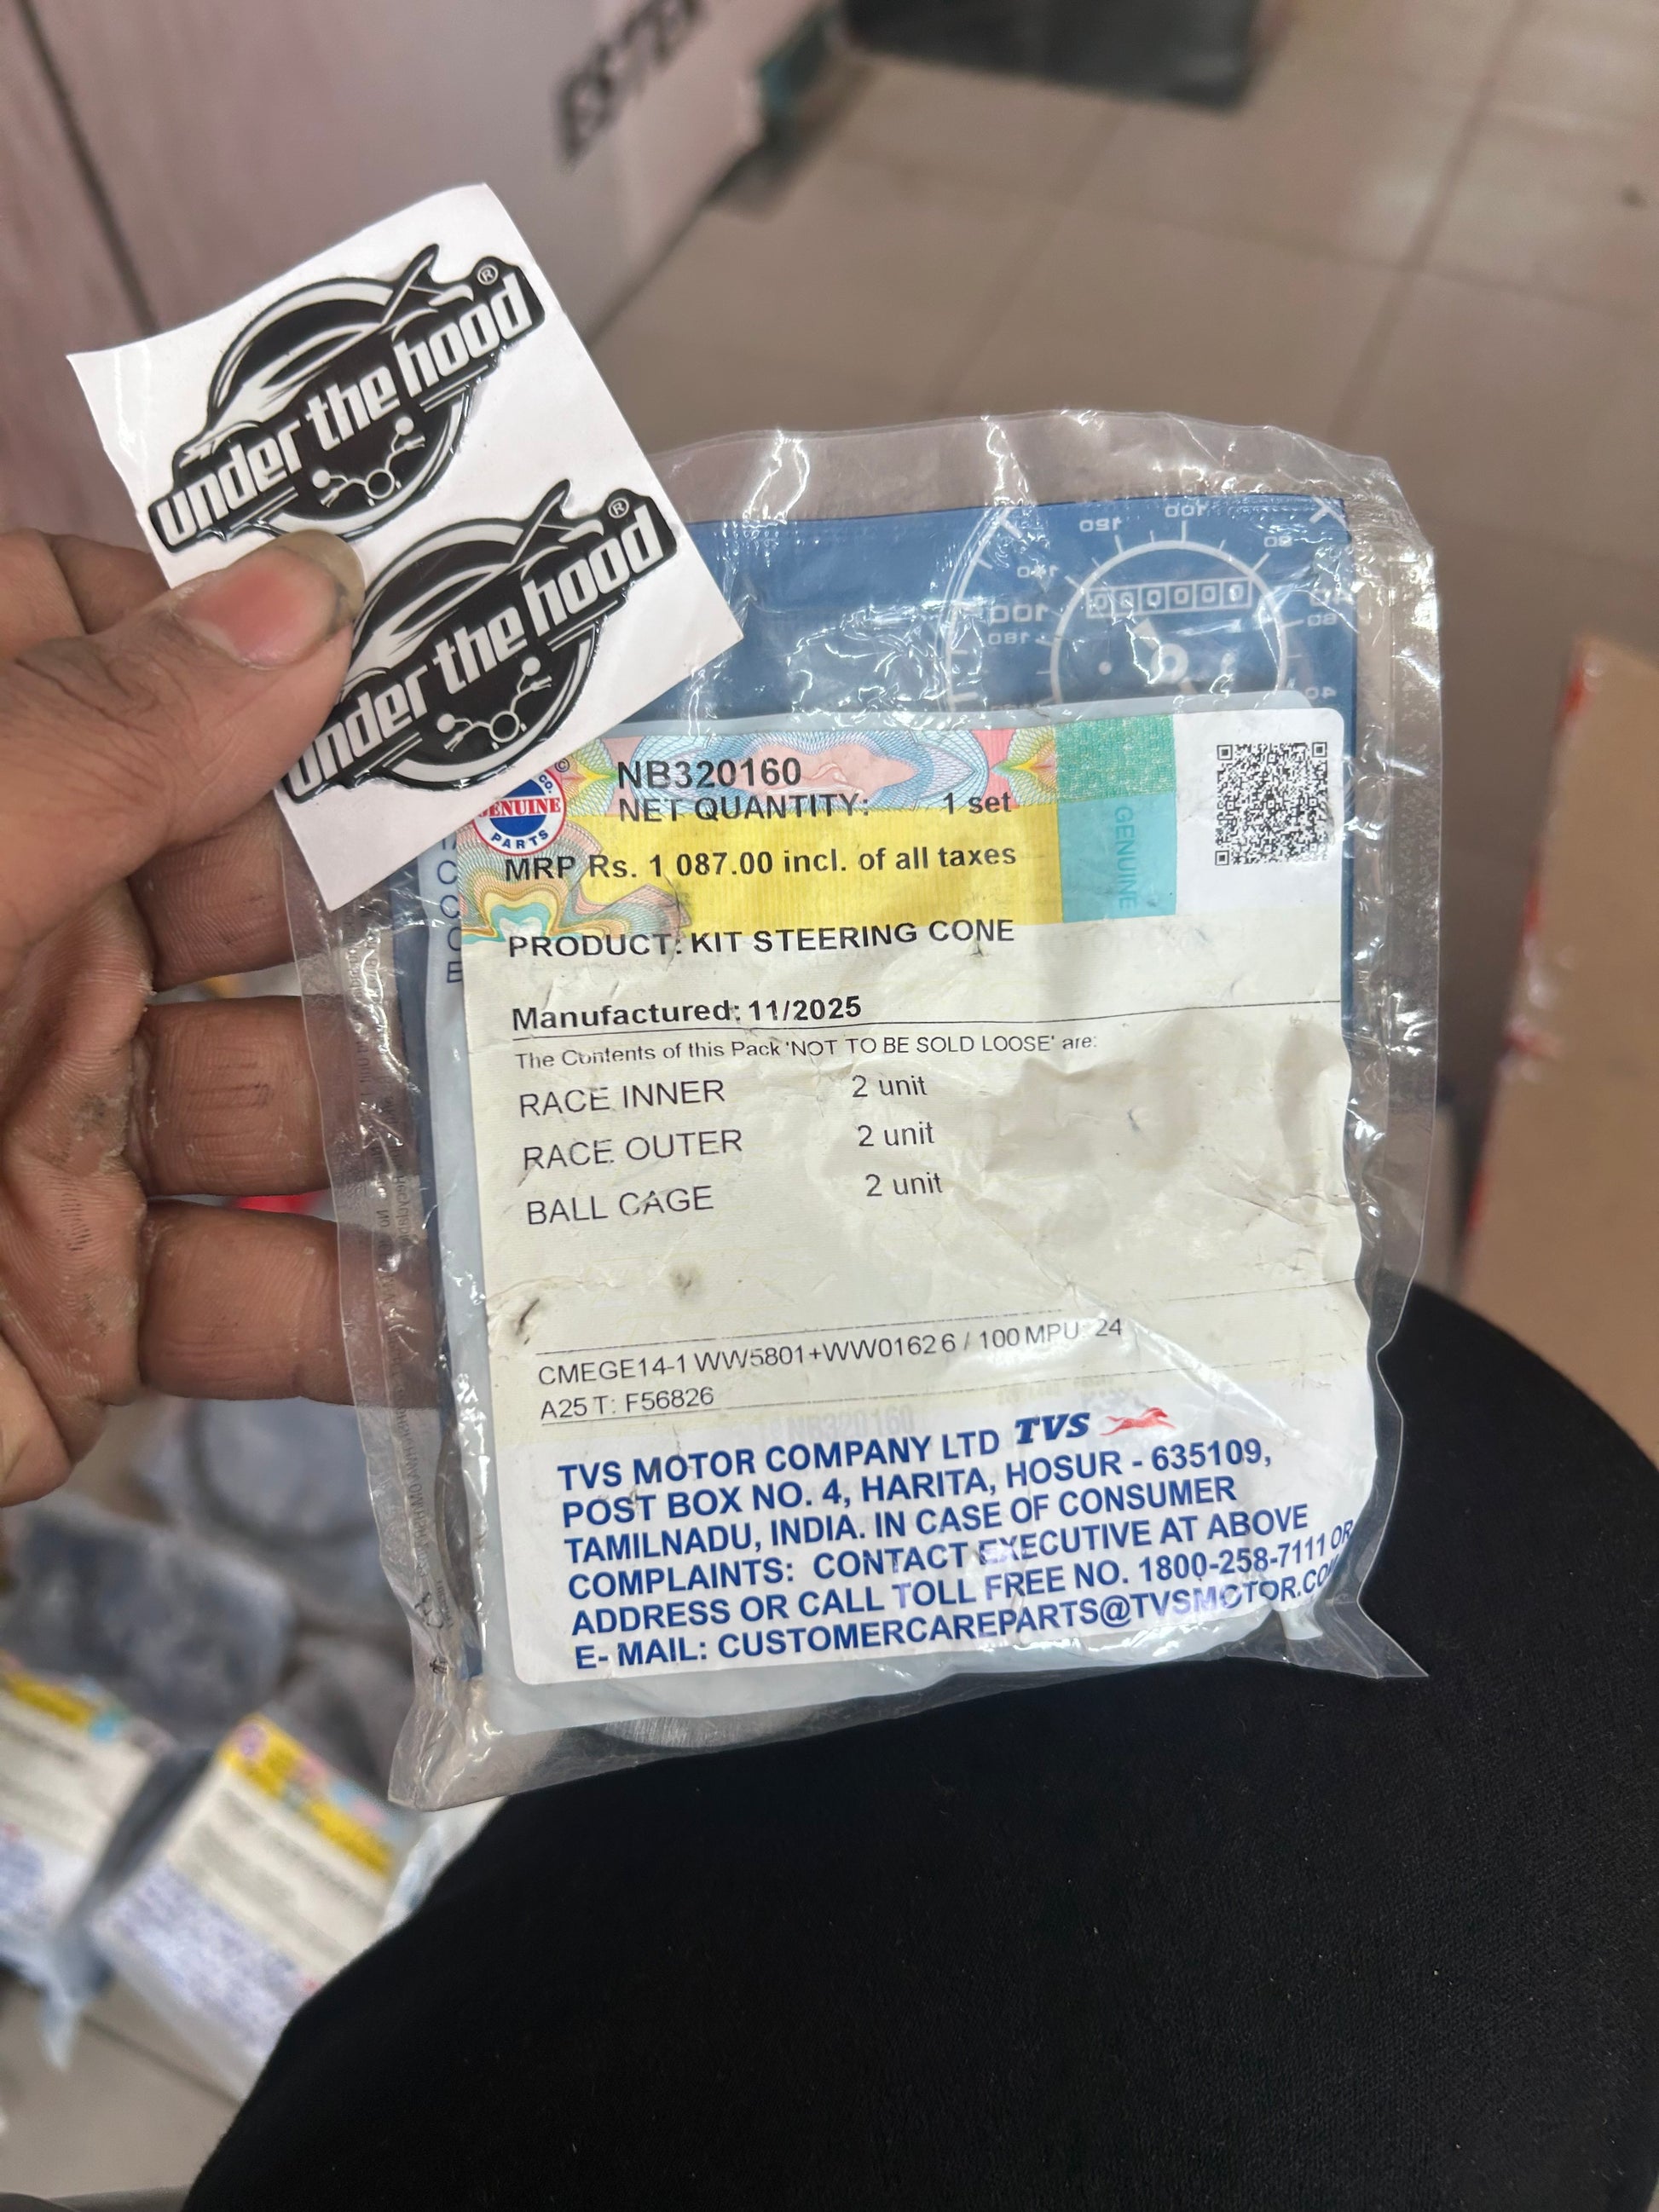 ESTE
under the hood ®
under the hood ®
GENUINE
PARTS
NB320160
NET QUANTITY: 1 set
MRP Rs. 1 087.00 incl. of all taxes
GENUINE
PRODUCT: KIT STEERING CONE
Manufactured: 11/2025
The Contents of this Pack 'NOT TO BE SOLD LOOSE' are:
RACE INNER 2 unit
RACE OUTER 2 unit
BALL CAGE 2 unit
CMEGE14-1 WW5801+WW01626 / 100 MPU: 24
A25 T: F56826
TVS MOTOR COMPANY LTD TVS
POST BOX NO. 4, HARITA, HOSUR - 635109,
TAMILNADU, INDIA. IN CASE OF CONSUMER
COMPLAINTS: CONTACT EXECUTIVE AT ABOVE
ADDRESS OR CALL TOLL FREE NO. 1800-258-7111 OR
E- MAIL: CUSTOMERCAREPARTS@TVSMOTOR.COM